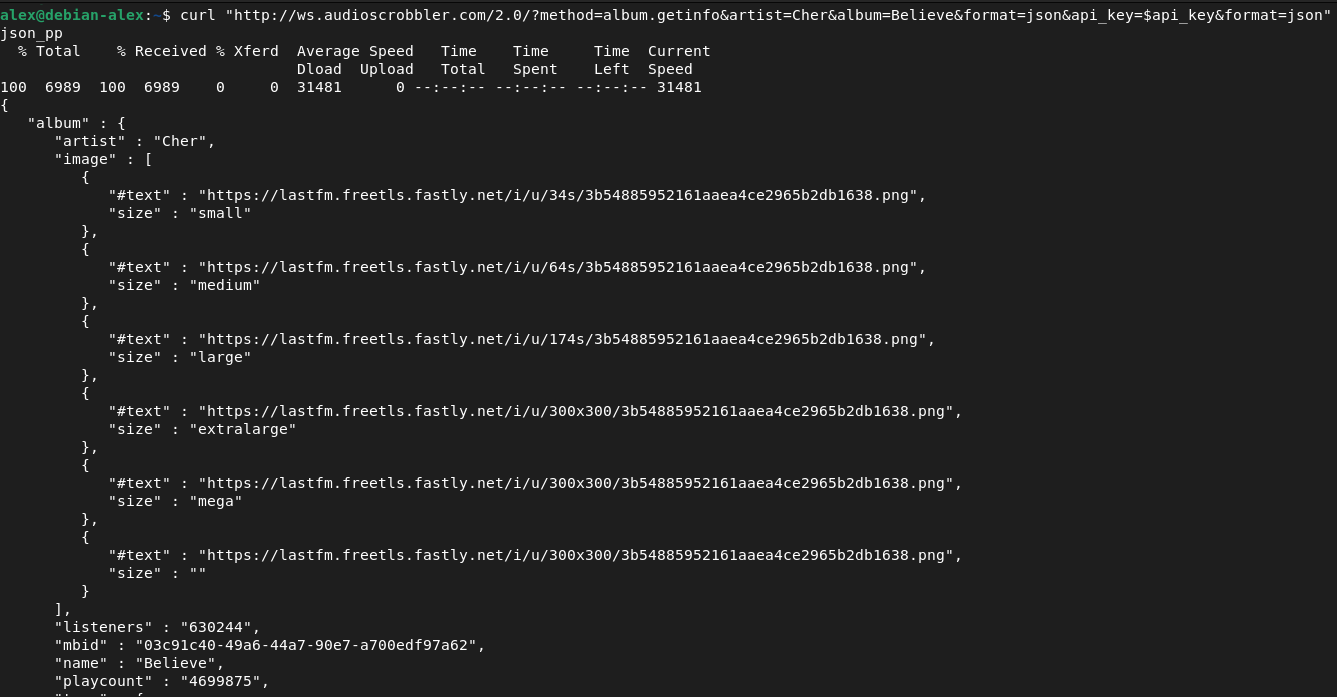 alex@debian-alex:~$ curl "http://ws.audioscrobbler.com/2.0/?method=album.getinfo&artist=Cher&album=Believe&format=json&api_key=$api_key&format=json"
json_pp
  % Total    % Received % Xferd  Average Speed   Time    Time     Time  Current
                                 Dload  Upload   Total   Spent    Left  Speed
100  6989  100  6989    0     0  31481      0 --:--:-- --:--:-- --:--:-- 31481
{
   "album" : {
      "artist" : "Cher",
      "image" : [
         {
            "#text" : "https://lastfm.freetls.fastly.net/i/u/34s/3b54885952161aaea4ce2965b2db1638.png",
            "size" : "small"
         },
         {
            "#text" : "https://lastfm.freetls.fastly.net/i/u/64s/3b54885952161aaea4ce2965b2db1638.png",
            "size" : "medium"
         },
         {
            "#text" : "https://lastfm.freetls.fastly.net/i/u/174s/3b54885952161aaea4ce2965b2db1638.png",
            "size" : "large"
         },
         {
            "#text" : "https://lastfm.freetls.fastly.net/i/u/300x300/3b54885952161aaea4ce2965b2db1638.png",
            "size" : "extralarge"
         },
         {
            "#text" : "https://lastfm.freetls.fastly.net/i/u/300x300/3b54885952161aaea4ce2965b2db1638.png",
            "size" : "mega"
         },
         {
            "#text" : "https://lastfm.freetls.fastly.net/i/u/300x300/3b54885952161aaea4ce2965b2db1638.png",
            "size" : ""
         }
      ],
      "listeners" : "630244",
      "mbid" : "03c91c40-49a6-44a7-90e7-a700edf97a62",
      "name" : "Believe",
      "playcount" : "4699875",